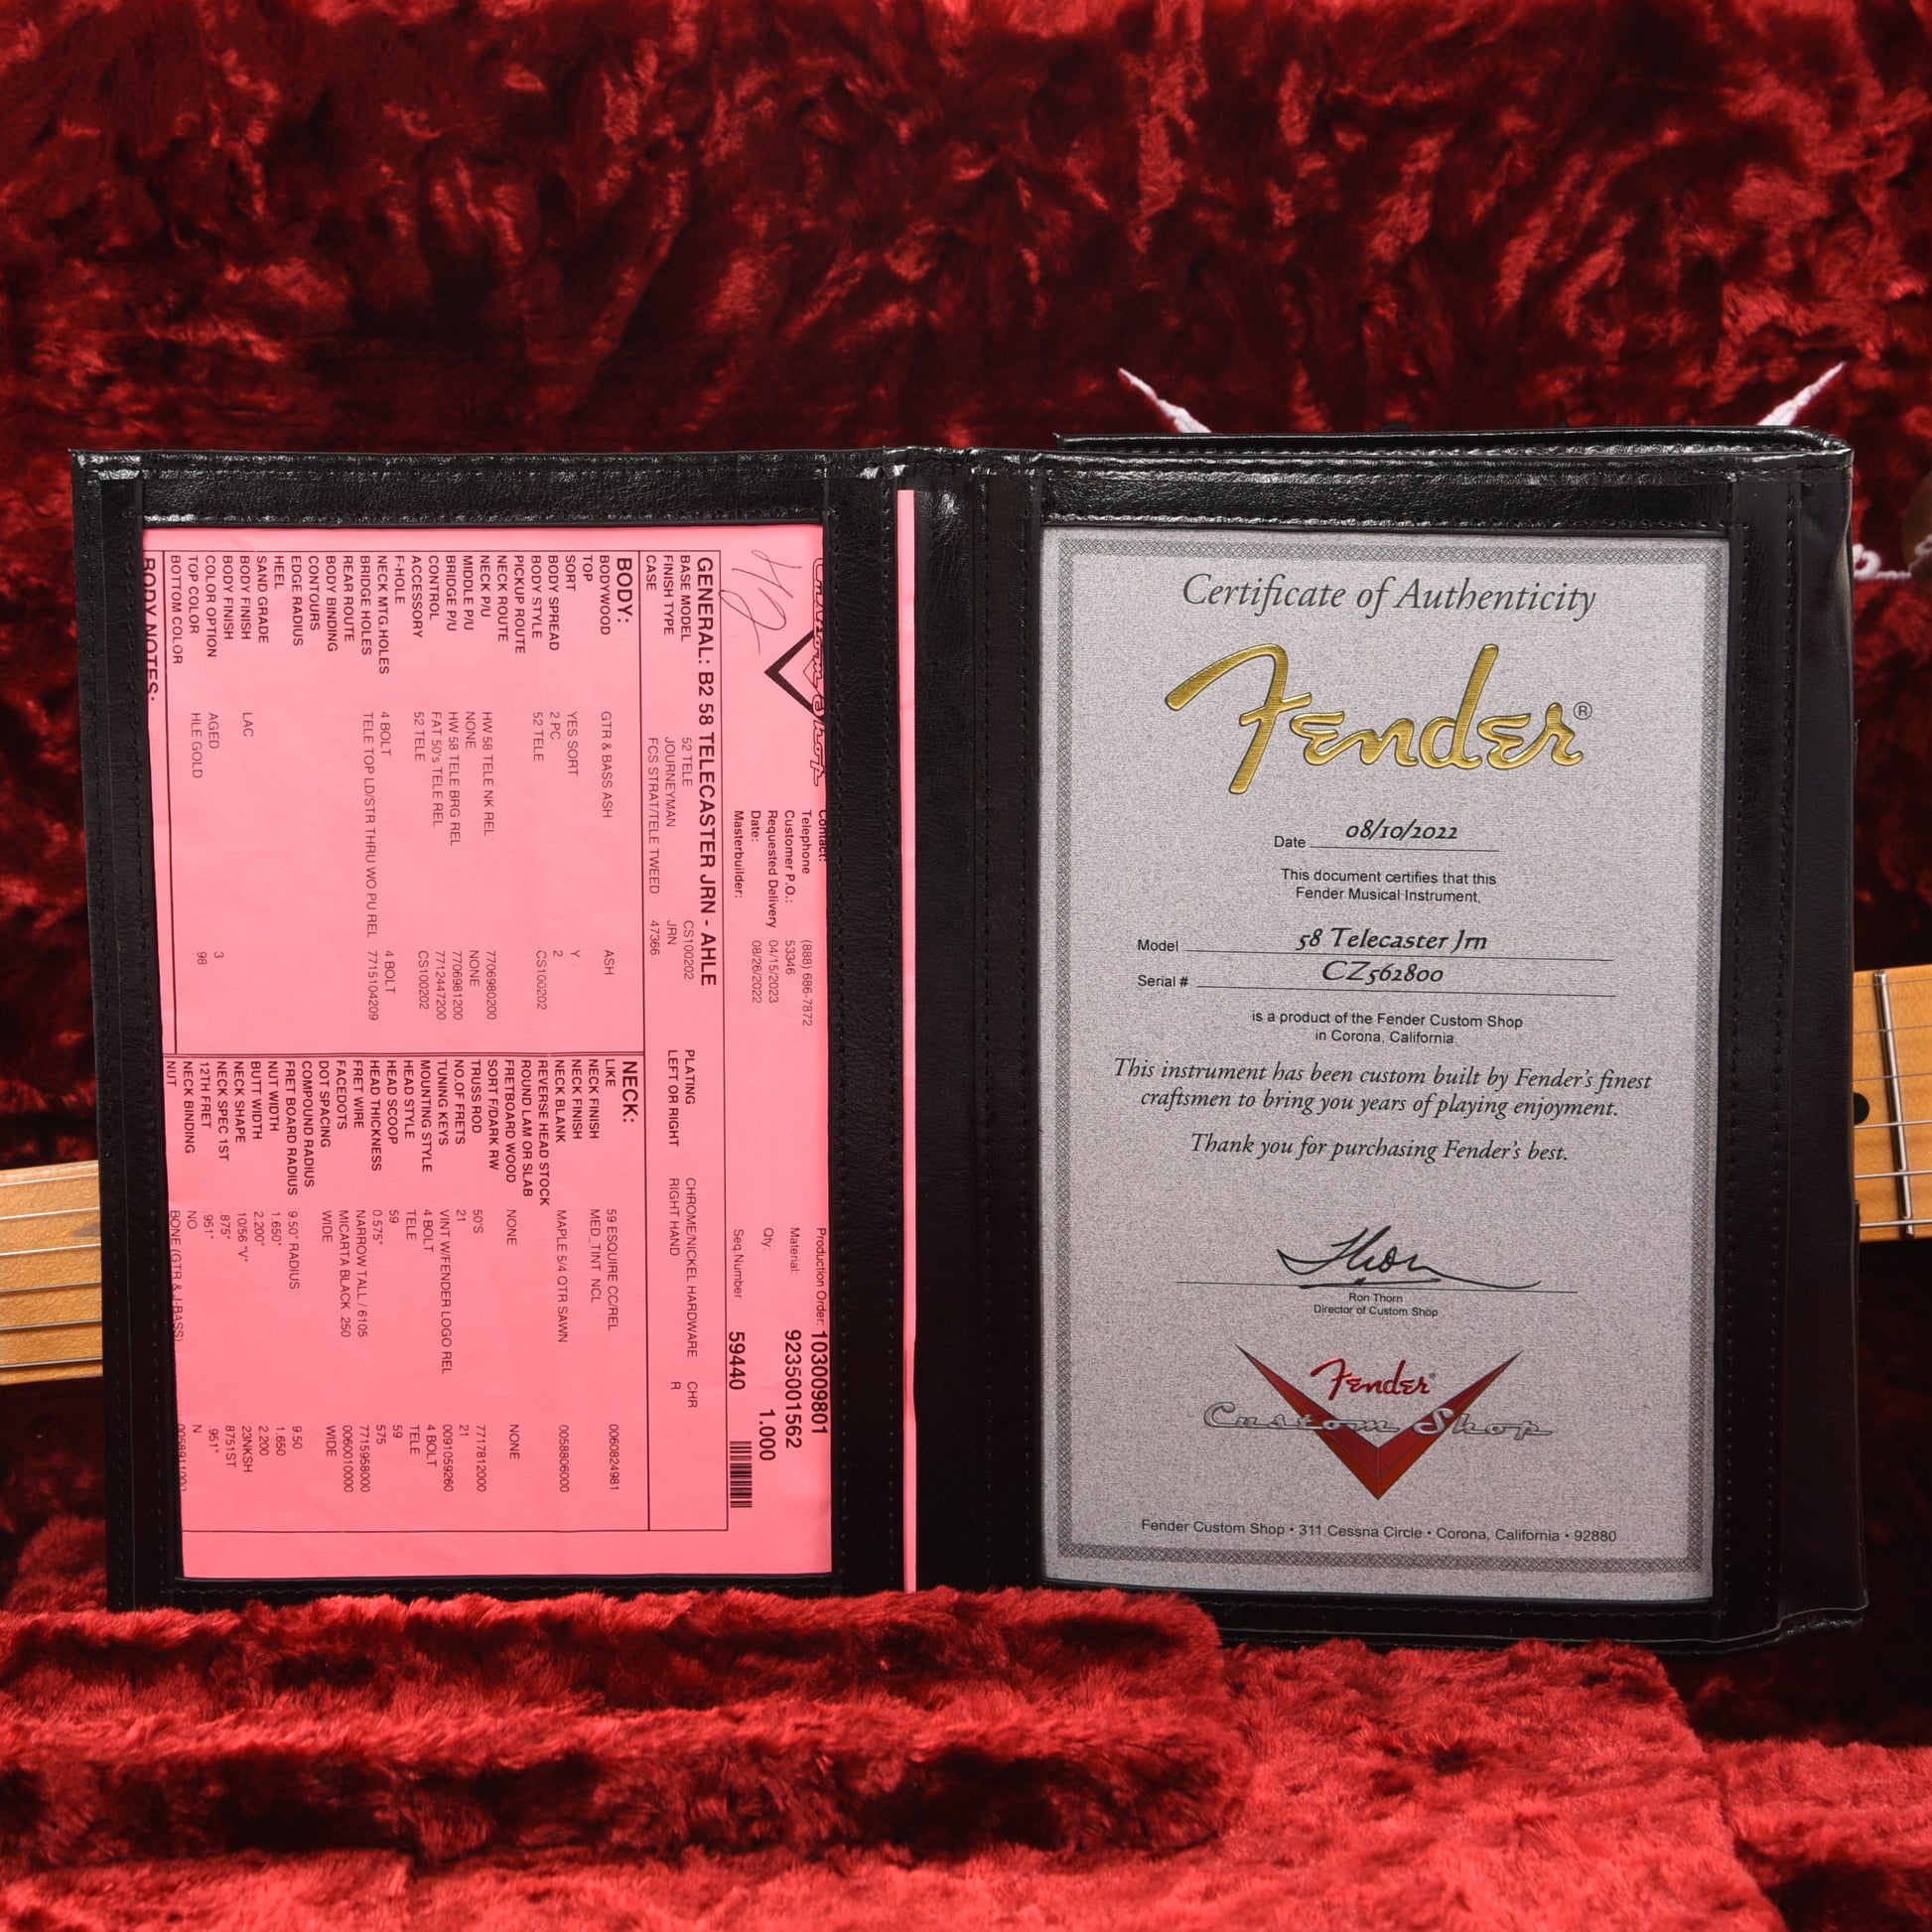 Custom Shop
Contact:
Telephone (888) 686-7872
Customer P.O.: 53346
Requested Delivery 04/15/2023
Date: 08/26/2022
Masterbuilder:
Production Order: 103009801
Material: 9235001562
Qty: 1.000
Seq.Number 59440
GENERAL: B2 58 TELECASTER JRN - AHLE
BASE MODEL 52 TELE CS100202 PLATING CHROME/NICKEL HARDWARE CHR
FINISH TYPE JOURNEYMAN JRN LEFT OR RIGHT RIGHT HAND R
CASE FCS STRAT/TELE TWEED 47366
BODY:
BODYWOOD GTR & BASS ASH ASH
TOP
SORT YES SORT Y
BODY SPREAD 2 PC 2
BODY STYLE 52 TELE CS100202
PICKUP ROUTE
NECK ROUTE
NECK P/U HW 58 TELE NK REL 7706980200
MIDDLE P/U NONE NONE
BRIDGE P/U HW 58 TELE BRG REL 7706981200
CONTROL FAT 50's TELE REL 7712447200
ACCESSORY 52 TELE CS100202
F-HOLE
NECK MTG.HOLES 4 BOLT 4 BOLT
BRIDGE HOLES TELE TOP LD/STR THRU WO PU REL 7715104209
REAR ROUTE
BODY BINDING
CONTOURS
EDGE RADIUS
HEEL
SAND GRADE
BODY FINISH LAC
BODY FINISH
COLOR OPTION AGED 3
TOP COLOR HLE GOLD 98
BOTTOM COLOR
BODY NOTES:
NECK:
LIKE 59 ESQUIRE CC/REL 0060824981
NECK FINISH MED_TINT NCL
NECK FINISH
NECK BLANK MAPLE 5/4 QTR SAWN 0058806000
REVERSE HEAD STOCK
ROUND LAM OR SLAB
FRETBOARD WOOD NONE NONE
SORT F/DARK RW
TRUSS ROD 50'S 7717812000
NO.OF FRETS 21 21
TUNING KEYS VINT W/FENDER LOGO REL 0091059260
MOUNTING STYLE 4 BOLT 4 BOLT
HEAD STYLE TELE TELE
HEAD SCOOP 59 59
HEAD THICKNESS 0.575" 575
FRET WIRE NARROW TALL / 6105 7715958000
FACEDOTS MICARTA BLACK .250 0060010000
DOT SPACING WIDE WIDE
COMPOUND RADIUS
FRET BOARD RADIUS 9.50" RADIUS 9.50
NUT WIDTH 1.650" 1.650
BUTT WIDTH 2.200" 2.200
NECK SHAPE 10/56 "V" 23NKSH
NECK SPEC 1ST .875" 8751ST
12TH FRET .951" .951"
NECK BINDING NO N
NUT BONE (GTR & J-BASS)
Certificate of Authenticity
Fender®
Date 08/10/2022
This document certifies that this
Fender Musical Instrument,
Model 58 Telecaster Jrn
Serial # CZ562800
is a product of the Fender Custom Shop
in Corona, California
This instrument has been custom built by Fender's finest
craftsmen to bring you years of playing enjoyment.
Thank you for purchasing Fender's best.
Ron Thorn
Director of Custom Shop
Fender
Custom Shop
Fender Custom Shop • 311 Cessna Circle • Corona, California • 92880